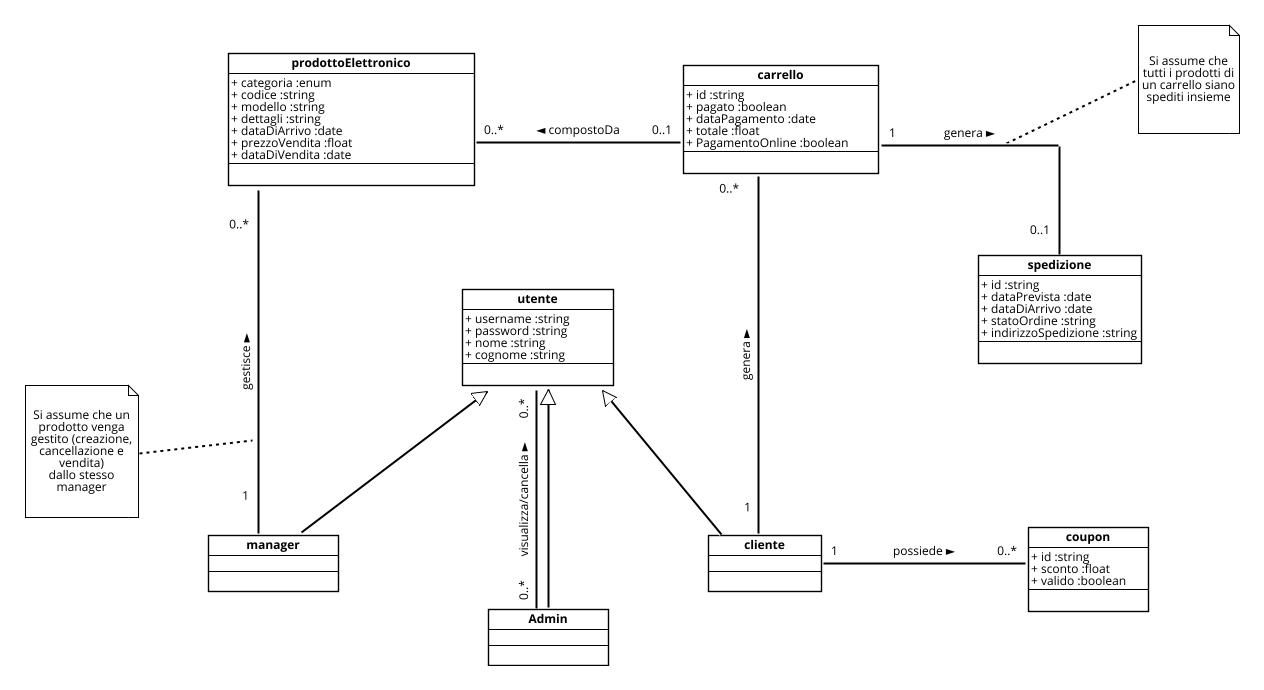 Si assume che
tutti i prodotti di
un carrello siano
spediti insieme
prodottoElettronico
+ categoria :enum
+ codice :string
+ modello :string
+ dettagli :string
+ dataDiArrivo :date
+ prezzoVendita :float
+ dataDiVendita :date
0..* ◄ compostoDa 0..1
carrello
+ id :string
+ pagato :boolean
+ dataPagamento :date
+ totale :float
+ PagamentoOnline :boolean
1 genera ►
0..1
spedizione
+ id :string
+ dataPrevista :date
+ dataDiArrivo :date
+ statoOrdine :string
+ indirizzoSpedizione :string
0..*
gestisce ►
1
0..*
genera ►
1
utente
+ username :string
+ password :string
+ nome :string
+ cognome :string
Si assume che un
prodotto venga
gestito (creazione,
cancellazione e
vendita)
dallo stesso
manager
0..*
visualizza/cancella ►
0..*
manager
Admin
cliente
1 possiede ► 0..*
coupon
+ id :string
+ sconto :float
+ valido :boolean